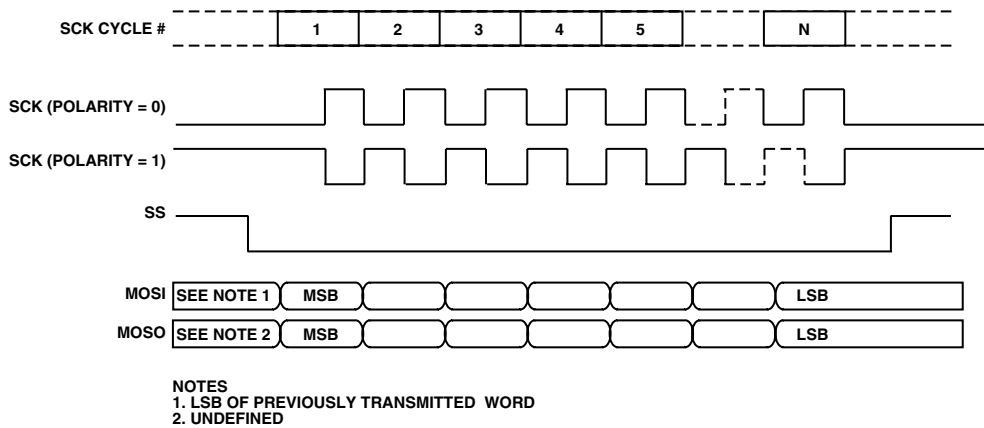 SCK CYCLE # 1 2 3 4 5 N
SCK (POLARITY = 0)
SCK (POLARITY = 1)
SS
MOSI SEE NOTE 1 MSB LSB
MOSO SEE NOTE 2 MSB LSB
NOTES
1. LSB OF PREVIOUSLY TRANSMITTED WORD
2. UNDEFINED